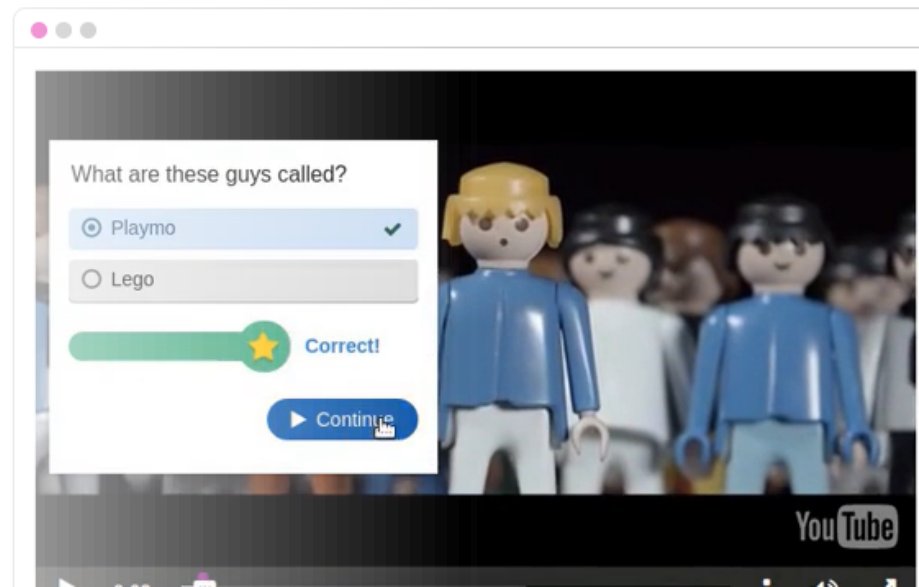 What are these guys called?
Playmo
Lego
Correct!
Continue
YouTube